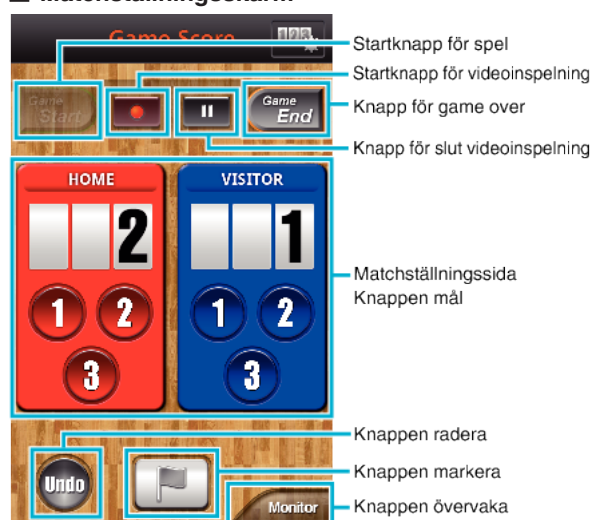 Game Score
123
Startknapp för spel
Startknapp för videoinspelning
Game Start
Game End
Knapp för game over
Knapp för slut videoinspelning
HOME
VISITOR
2
1
Matchställningssida
Knappen mål
1 2
1 2
3
3
Knappen radera
Undo
Knappen markera
Monitor
Knappen övervaka